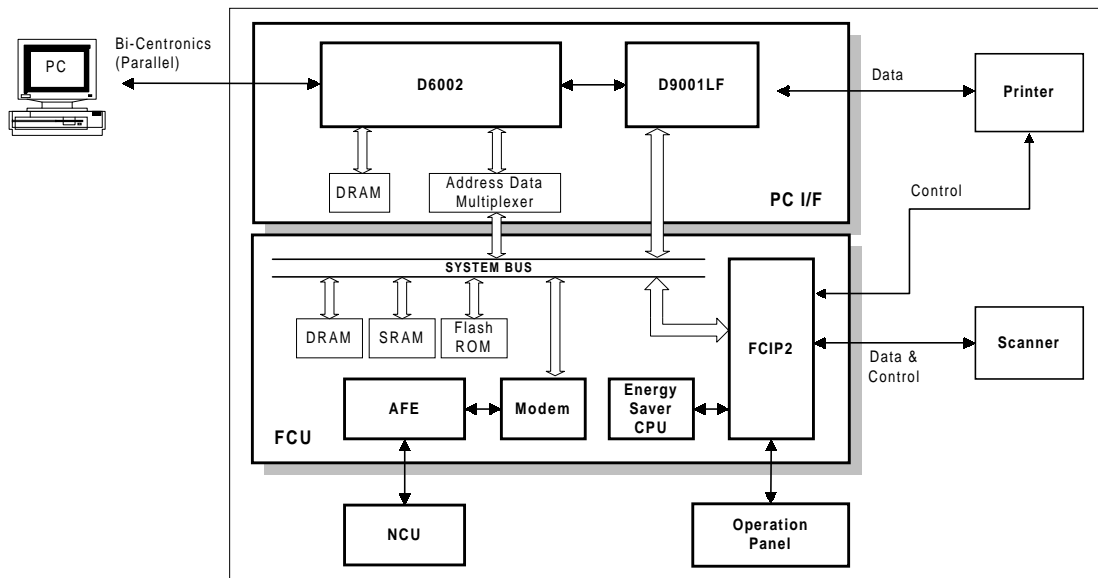 PC
Bi-Centronics
(Parallel)
D6002
D9001LF
Data
Printer
DRAM
Address Data
Multiplexer
PC I/F
Control
SYSTEM BUS
DRAM
SRAM
Flash
ROM
FCIP2
Data &
Control
Scanner
AFE
Modem
Energy
Saver
CPU
FCU
NCU
Operation
Panel